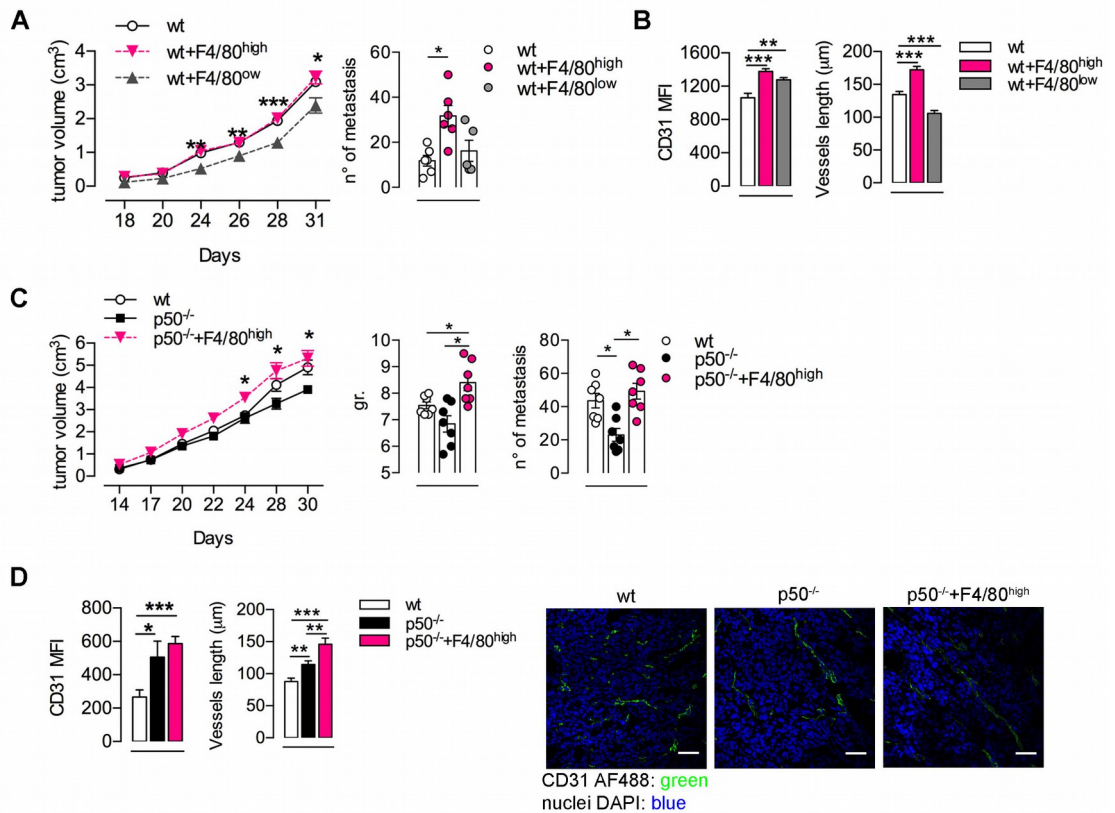 A
wt
wt+F4/80high
wt+F4/80ow
tumor volume (cm3)
4
3
2
1
0
**
**
***
*
18 20 24 26 28 31
Days
n° of metastasis
60
40
20
0
*
wt
wt+F4/80high
wt+F4/80low
B
CD31 MFI
1600
1200
800
400
0
***
**
Vessels length (µm)
200
150
100
50
0
***
***
wt
wt+F4/80high
wt+F4/80low
C
wt
p50-/-
p50-/-+F4/80high
tumor volume (cm3)
6
5
4
3
2
1
0
*
*
*
14 17 20 22 24 28 30
Days
gr.
10
9
8
7
6
5
*
*
n° of metastasis
80
60
40
20
0
*
*
wt
p50-/-
p50-/-+F4/80high
D
CD31 MFI
800
600
400
200
0
***
*
Vessels length (µm)
200
150
100
50
0
***
**
**
wt
p50-/-
p50-/-+F4/80high
wt
p50-/-
p50-/-+F4/80high
CD31 AF488: green
nuclei DAPI: blue